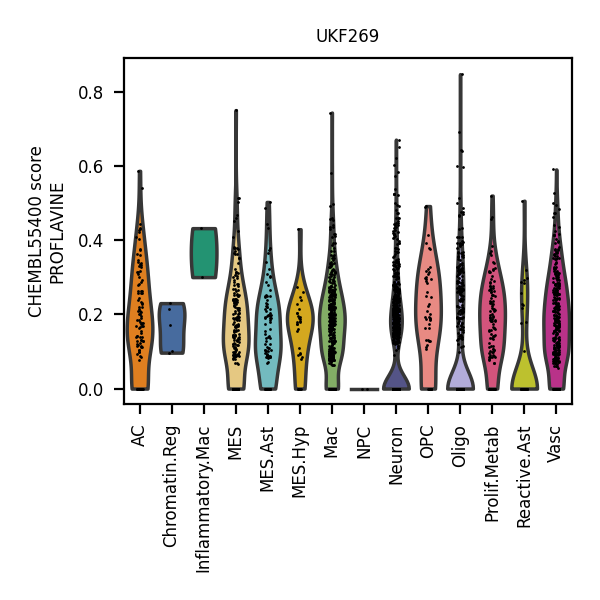 UKF269
CHEMBL55400 score
PROFLAVINE
0.8
0.6
0.4
0.2
0.0
AC
Chromatin.Reg
Inflammatory.Mac
MES
MES.Ast
MES.Hyp
Mac
NPC
Neuron
OPC
Oligo
Prolif.Metab
Reactive.Ast
Vasc